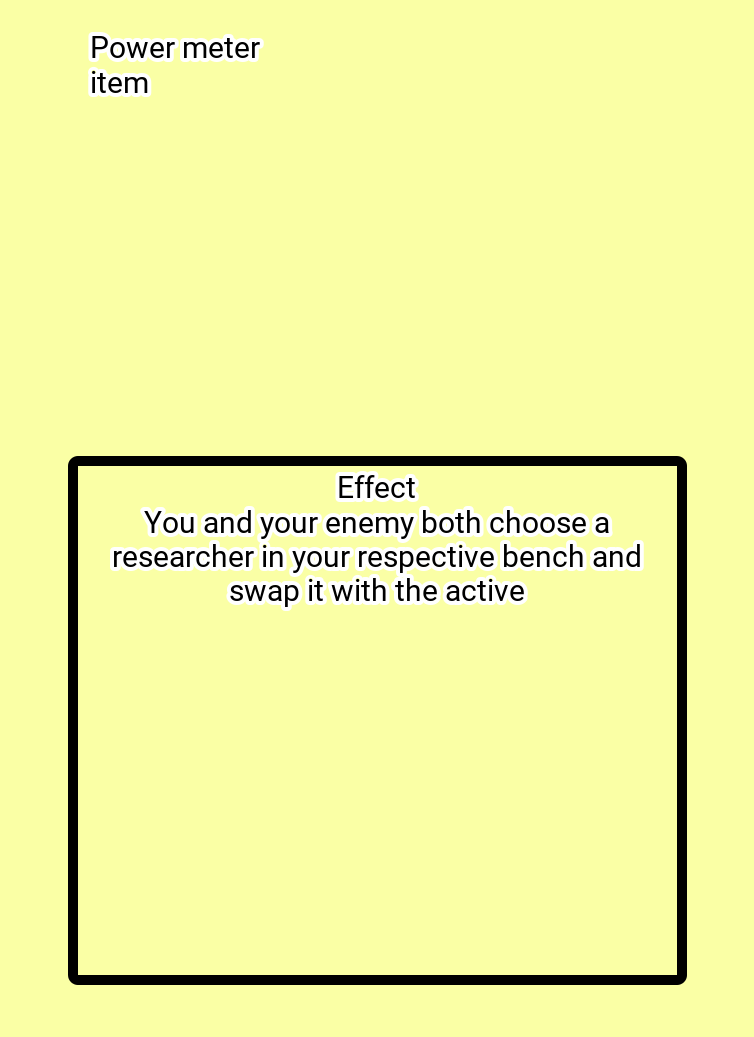 Power meter
item
Effect
You and your enemy both choose a
researcher in your respective bench and
swap it with the active